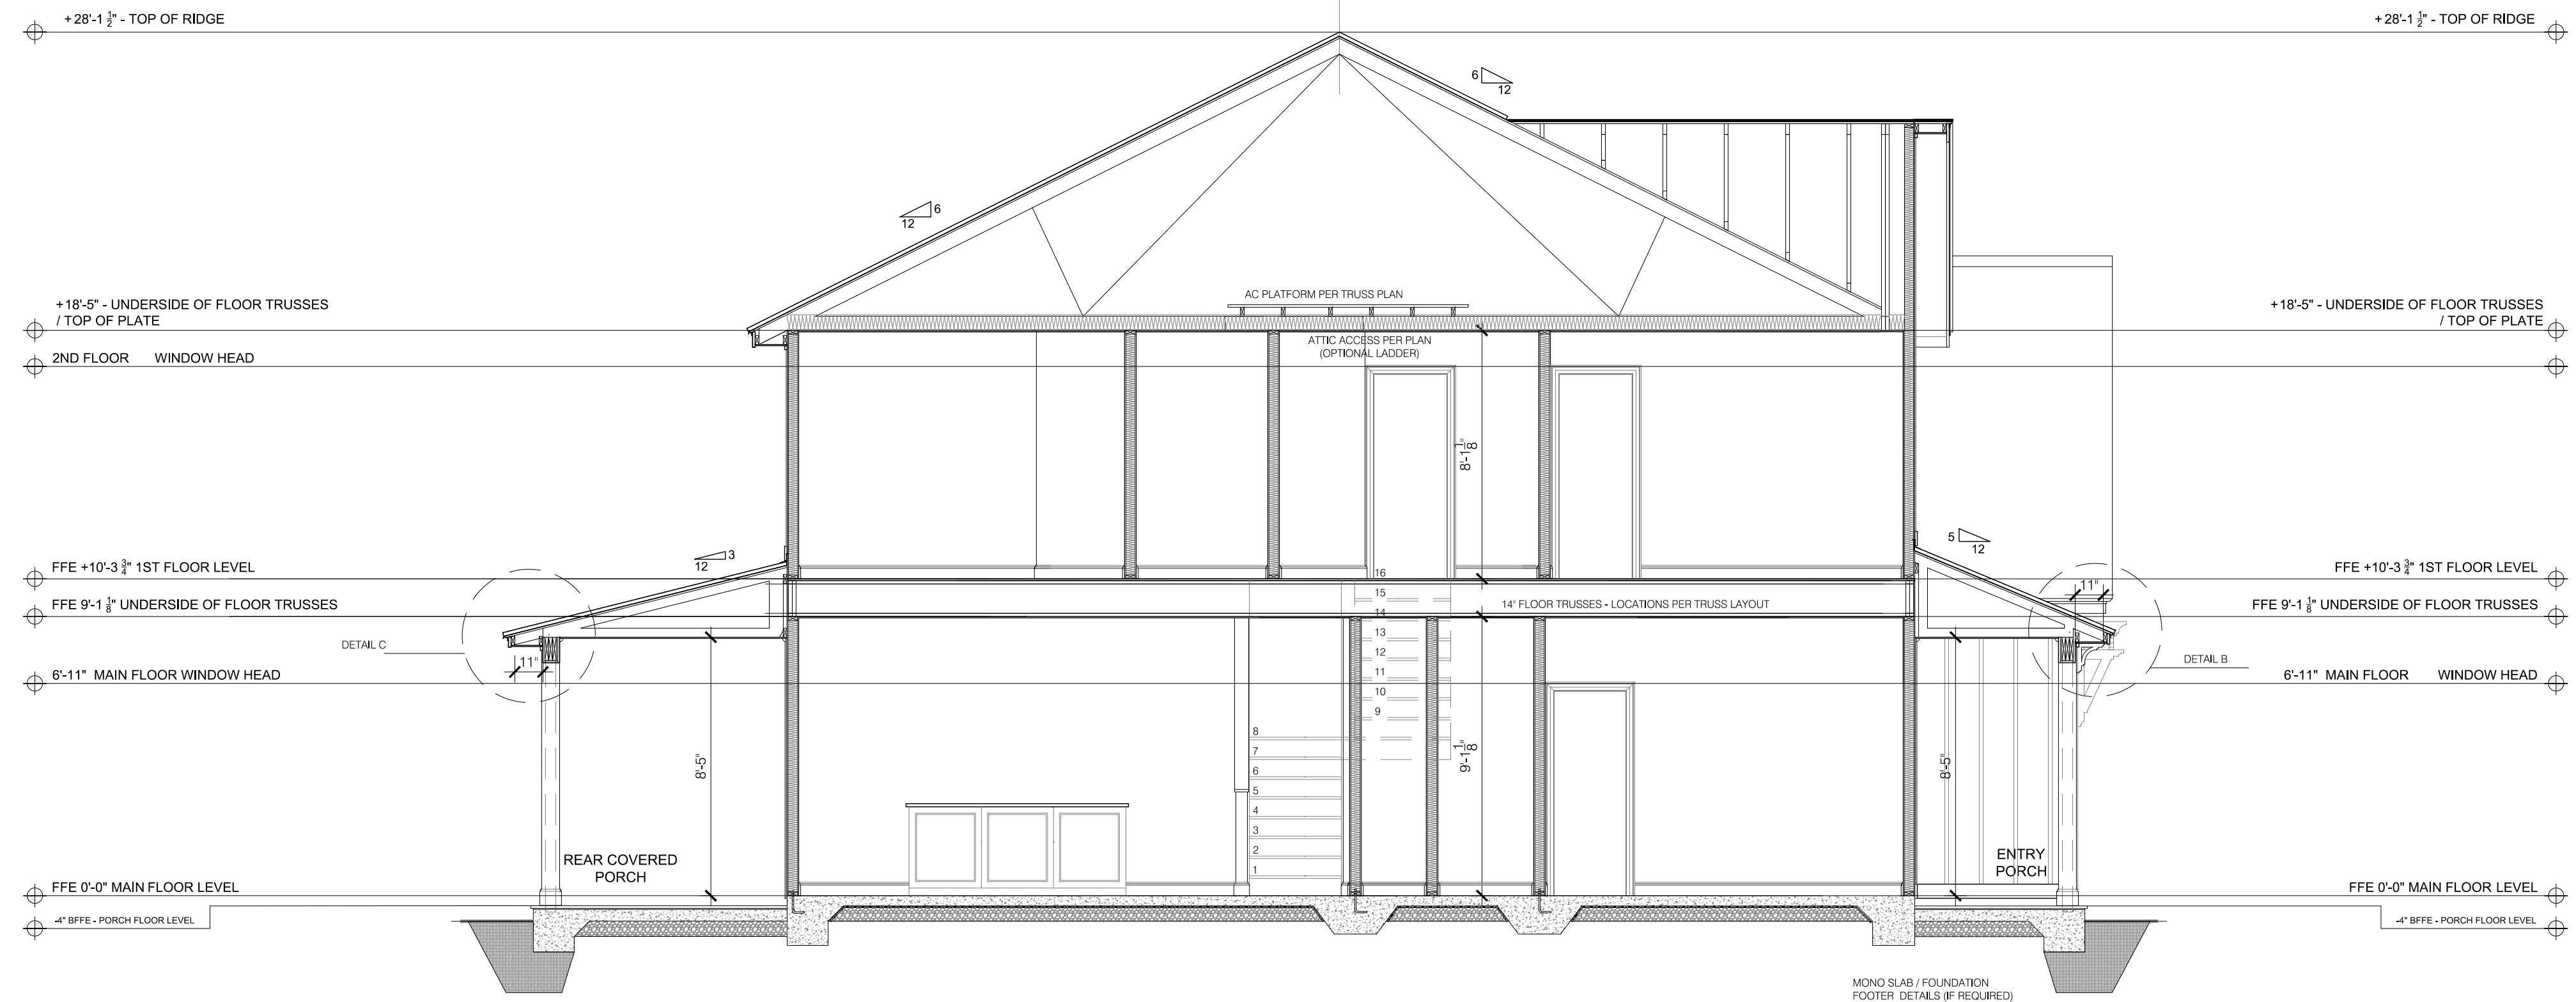 +28'-1 1/2" - TOP OF RIDGE
+28'-1 1/2" - TOP OF RIDGE
6
12
6
12
AC PLATFORM PER TRUSS PLAN
+18'-5" - UNDERSIDE OF FLOOR TRUSSES
/ TOP OF PLATE
+18'-5" - UNDERSIDE OF FLOOR TRUSSES
/ TOP OF PLATE
ATTIC ACCESS PER PLAN
(OPTIONAL LADDER)
2ND FLOOR WINDOW HEAD
8'-1 1/8"
3
12
5
12
FFE +10'-3 3/4" 1ST FLOOR LEVEL
16
FFE +10'-3 3/4" 1ST FLOOR LEVEL
15
11"
FFE 9'-1 1/8" UNDERSIDE OF FLOOR TRUSSES
14
14" FLOOR TRUSSES - LOCATIONS PER TRUSS LAYOUT
FFE 9'-1 1/8" UNDERSIDE OF FLOOR TRUSSES
13
DETAIL C
12
11"
DETAIL B
6'-11" MAIN FLOOR WINDOW HEAD
11
6'-11" MAIN FLOOR WINDOW HEAD
10
9
8
7
6
5
4
3
2
1
8'-5"
9'-1 1/8"
8'-5"
REAR COVERED
PORCH
ENTRY
PORCH
FFE 0'-0" MAIN FLOOR LEVEL
FFE 0'-0" MAIN FLOOR LEVEL
-4" BFFE - PORCH FLOOR LEVEL
-4" BFFE - PORCH FLOOR LEVEL
MONO SLAB / FOUNDATION
FOOTER DETAILS (IF REQUIRED)